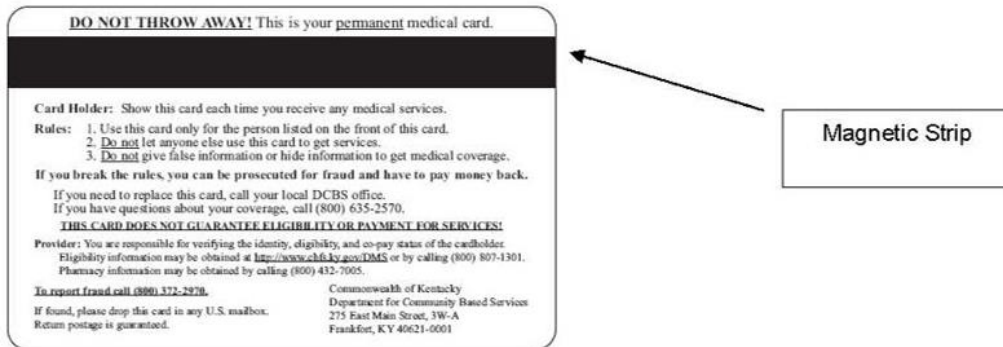 DO NOT THROW AWAY! This is your permanent medical card.
Magnetic Strip
Card Holder: Show this card each time you receive any medical services.
Rules: 1. Use this card only for the person listed on the front of this card.
2. Do not let anyone else use this card to get services.
3. Do not give false information or hide information to get medical coverage.
If you break the rules, you can be prosecuted for fraud and have to pay money back.
If you need to replace this card, call your local DCBS office.
If you have questions about your coverage, call (800) 635-2570.
THIS CARD DOES NOT GUARANTEE ELIGIBILITY OR PAYMENT FOR SERVICES!
Provider: You are responsible for verifying the identity, eligibility, and co-pay status of the cardholder.
Eligibility information may be obtained at http://www.chfs.ky.gov/DMS or by calling (800) 807-1301.
Pharmacy information may be obtained by calling (800) 432-7005.
To report fraud call (800) 372-2970.
If found, please drop this card in any U.S. mailbox.
Return postage is guaranteed.
Commonwealth of Kentucky
Department for Community Based Services
275 East Main Street, 3W-A
Frankfort, KY 40621-0001